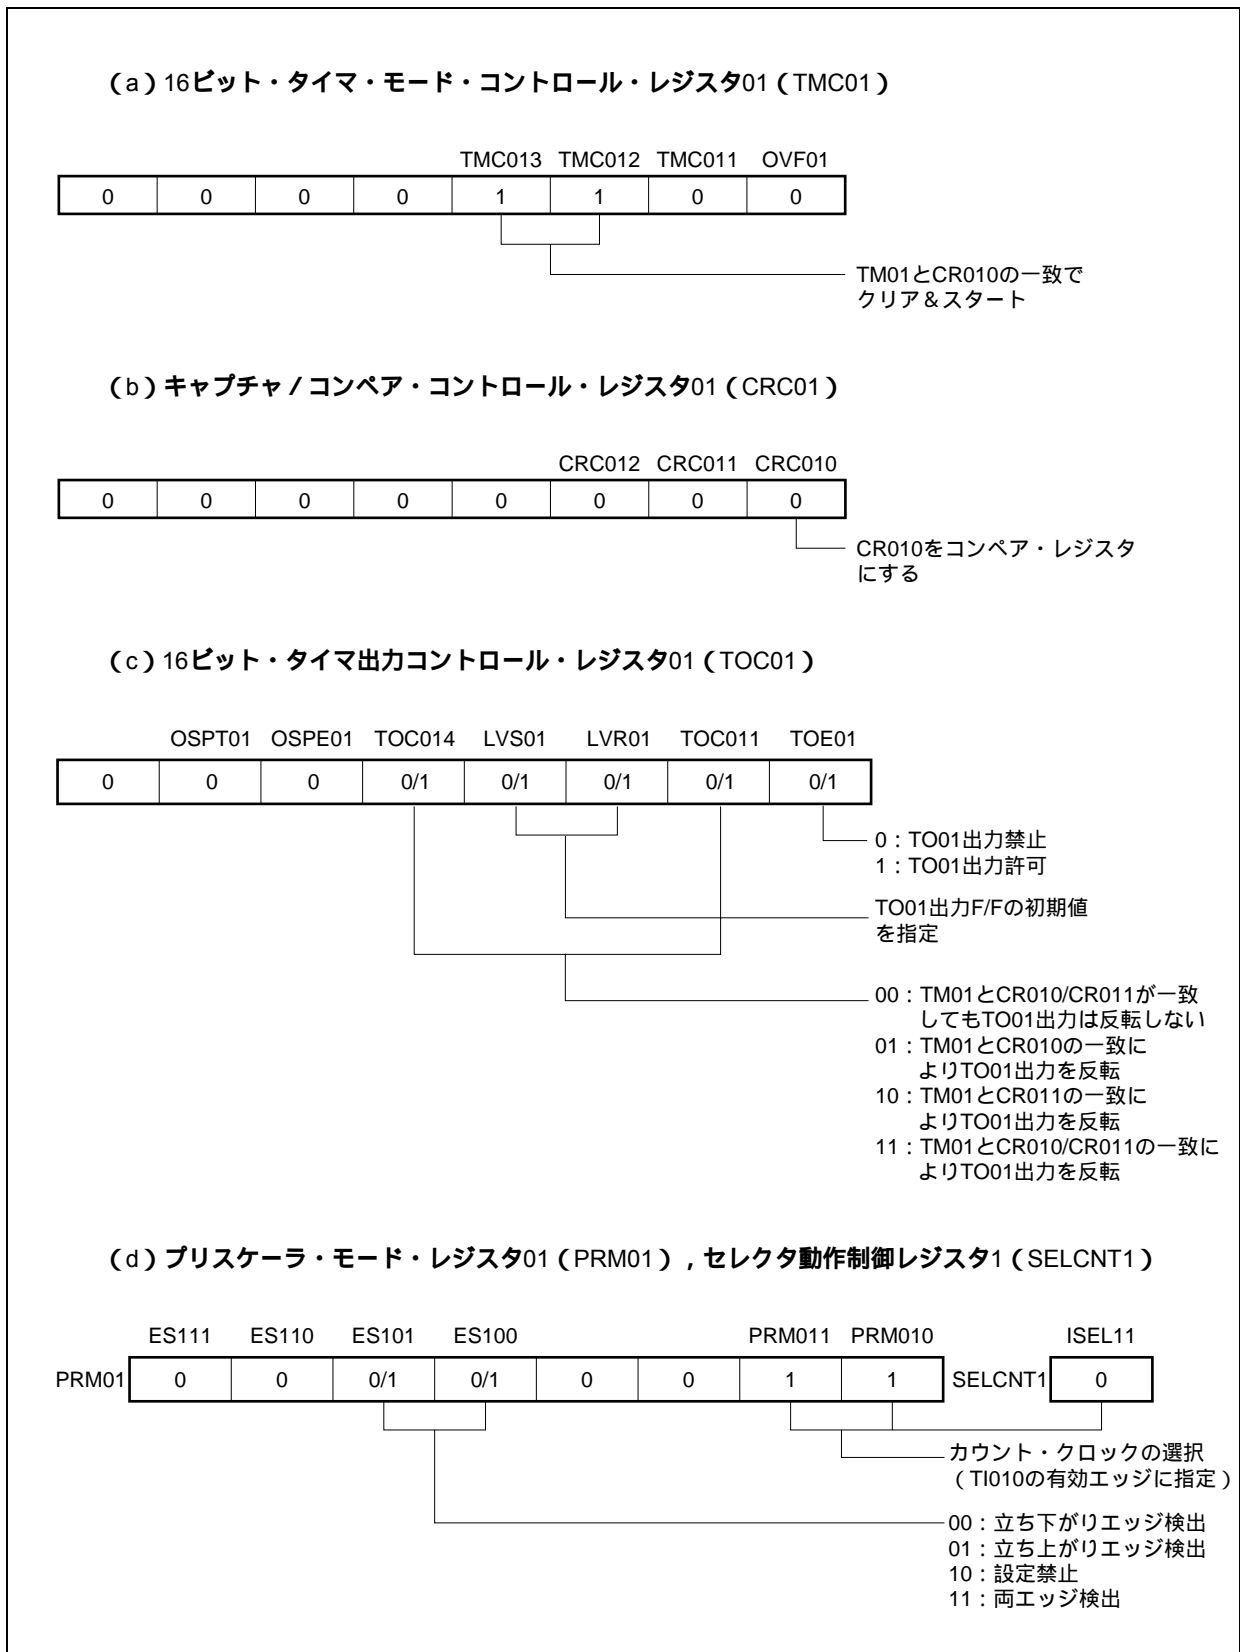 (a)16ビット・タイマ・モード・コントロール・レジスタ01(TMC01)
TMC013 TMC012 TMC011 OVF01
0 0 0 0 1 1 0 0
TM01とCR010の一致で
クリア&スタート
(b)キャプチャ/コンペア・コントロール・レジスタ01(CRC01)
CRC012 CRC011 CRC010
0 0 0 0 0 0 0 0
CR010をコンペア・レジスタ
にする
(c)16ビット・タイマ出力コントロール・レジスタ01(TOC01)
OSPT01 OSPE01 TOC014 LVS01 LVR01 TOC011 TOE01
0 0 0 0/1 0/1 0/1 0/1 0/1
0:TO01出力禁止
1:TO01出力許可
TO01出力F/Fの初期値
を指定
00:TM01とCR010/CR011が一致
してもTO01出力は反転しない
01:TM01とCR010の一致に
よりTO01出力を反転
10:TM01とCR011の一致に
よりTO01出力を反転
11:TM01とCR010/CR011の一致に
よりTO01出力を反転
(d)プリスケーラ・モード・レジスタ01(PRM01),セレクタ動作制御レジスタ1(SELCNT1)
ES111 ES110 ES101 ES100 PRM011 PRM010 ISEL11
PRM01 0 0 0/1 0/1 0 0 1 1 SELCNT1 0
カウント・クロックの選択
(TI010の有効エッジに指定)
00:立ち下がりエッジ検出
01:立ち上がりエッジ検出
10:設定禁止
11:両エッジ検出